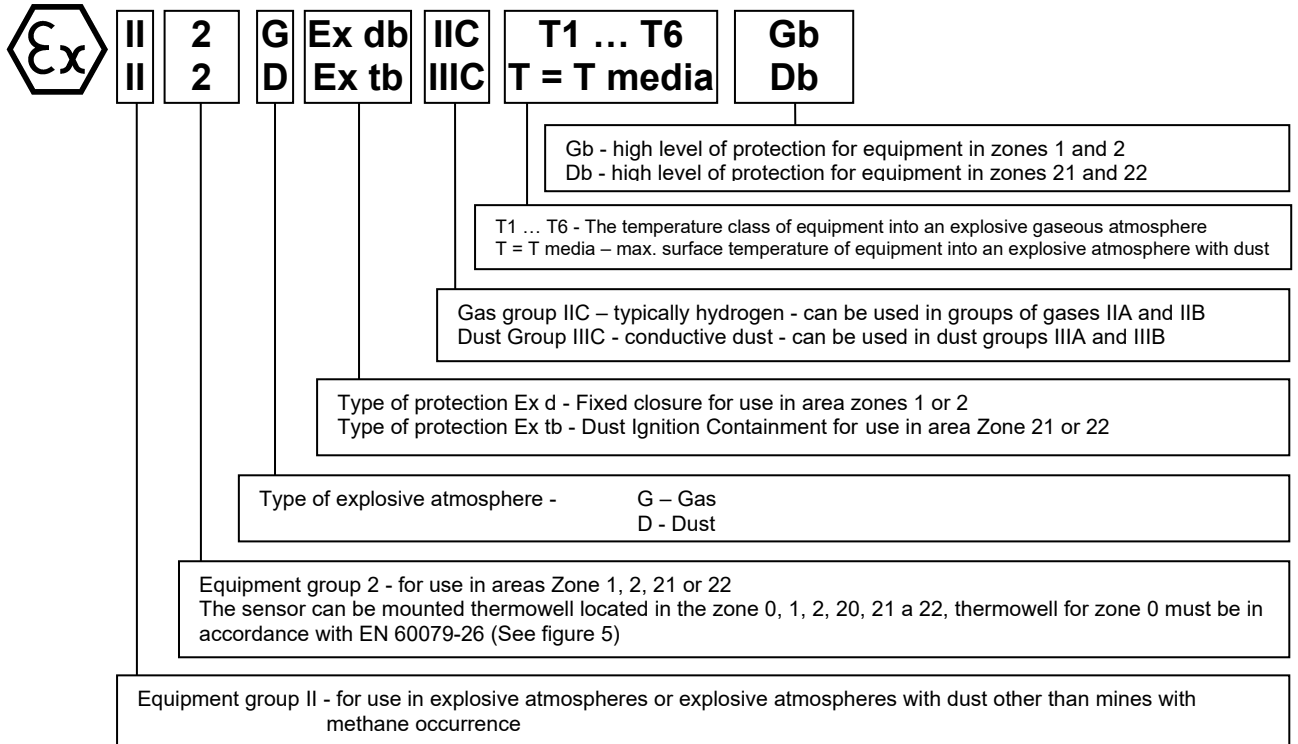 Ex II 2 G Ex db IIC T1 … T6 Gb
II 2 D Ex tb IIIC T = T media Db
Gb - high level of protection for equipment in zones 1 and 2
Db - high level of protection for equipment in zones 21 and 22
T1 … T6 - The temperature class of equipment into an explosive gaseous atmosphere
T = T media – max. surface temperature of equipment into an explosive atmosphere with dust
Gas group IIC – typically hydrogen - can be used in groups of gases IIA and IIB
Dust Group IIIC - conductive dust - can be used in dust groups IIIA and IIIB
Type of protection Ex d - Fixed closure for use in area zones 1 or 2
Type of protection Ex tb - Dust Ignition Containment for use in area Zone 21 or 22
Type of explosive atmosphere - G – Gas
D - Dust
Equipment group 2 - for use in areas Zone 1, 2, 21 or 22
The sensor can be mounted thermowell located in the zone 0, 1, 2, 20, 21 a 22, thermowell for zone 0 must be in
accordance with EN 60079-26 (See figure 5)
Equipment group II - for use in explosive atmospheres or explosive atmospheres with dust other than mines with
methane occurrence